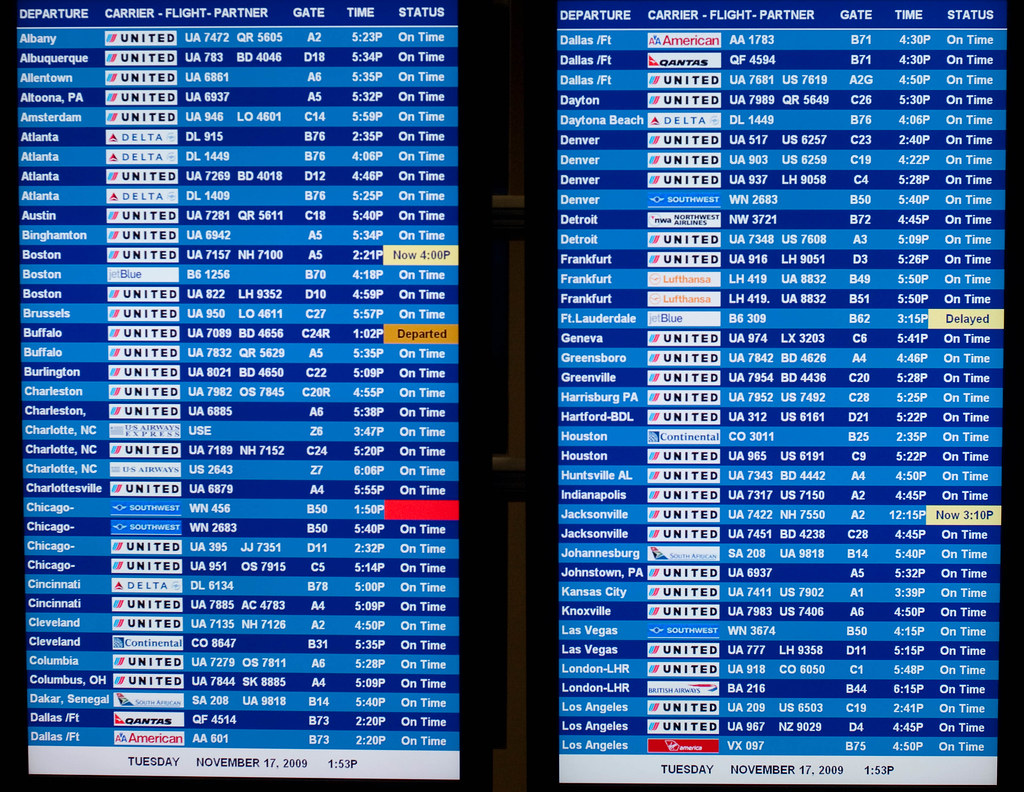 DEPARTURE CARRIER - FLIGHT- PARTNER GATE TIME STATUS
Albany UNITED UA 7472 QR 5605 A2 5:23P On Time
Albuquerque UNITED UA 783 BD 4046 D18 5:34P On Time
Allentown UNITED UA 6861 A6 5:35P On Time
Altoona, PA UNITED UA 6937 A5 5:32P On Time
Amsterdam UNITED UA 946 LO 4601 C14 5:59P On Time
Atlanta DELTA DL 915 B76 2:35P On Time
Atlanta DELTA DL 1449 B76 4:06P On Time
Atlanta UNITED UA 7269 BD 4018 D12 4:46P On Time
Atlanta DELTA DL 1409 B76 5:25P On Time
Austin UNITED UA 7281 QR 5611 C18 5:40P On Time
Binghamton UNITED UA 6942 A5 5:34P On Time
Boston UNITED UA 7157 NH 7100 A5 2:21P Now 4:00P
Boston jetBlue B6 1256 B70 4:18P On Time
Boston UNITED UA 822 LH 9352 D10 4:59P On Time
Brussels UNITED UA 950 LO 4611 C27 5:57P On Time
Buffalo UNITED UA 7089 BD 4656 C24R 1:02P Departed
Buffalo UNITED UA 7832 QR 5629 A5 5:35P On Time
Burlington UNITED UA 8021 BD 4650 C22 5:09P On Time
Charleston UNITED UA 7982 OS 7845 C20R 4:55P On Time
Charleston, UNITED UA 6885 A6 5:38P On Time
Charlotte, NC US AIRWAYS EXPRESS USE Z6 3:47P On Time
Charlotte, NC UNITED UA 7189 NH 7152 C24 5:20P On Time
Charlotte, NC US AIRWAYS US 2643 Z7 6:06P On Time
Charlottesville UNITED UA 6879 A4 5:55P On Time
Chicago- SOUTHWEST WN 456 B50 1:50P
Chicago- SOUTHWEST WN 2683 B50 5:40P On Time
Chicago- UNITED UA 395 JJ 7351 D11 2:32P On Time
Chicago- UNITED UA 951 OS 7915 C5 5:14P On Time
Cincinnati DELTA DL 6134 B78 5:00P On Time
Cincinnati UNITED UA 7885 AC 4783 A4 5:09P On Time
Cleveland UNITED UA 7135 NH 7126 A2 4:50P On Time
Cleveland Continental CO 8647 B31 5:35P On Time
Columbia UNITED UA 7279 OS 7811 A6 5:28P On Time
Columbus, OH UNITED UA 7844 SK 8885 A4 5:09P On Time
Dakar, Senegal SOUTH AFRICAN SA 208 UA 9818 B14 5:40P On Time
Dallas /Ft QANTAS QF 4514 B73 2:20P On Time
Dallas /Ft American AA 601 B73 2:20P On Time
TUESDAY NOVEMBER 17, 2009 1:53P
DEPARTURE CARRIER - FLIGHT- PARTNER GATE TIME STATUS
Dallas /Ft American AA 1783 B71 4:30P On Time
Dallas /Ft QANTAS QF 4594 B71 4:30P On Time
Dallas /Ft UNITED UA 7681 US 7619 A2G 4:50P On Time
Dayton UNITED UA 7989 QR 5649 C26 5:30P On Time
Daytona Beach DELTA DL 1449 B76 4:06P On Time
Denver UNITED UA 517 US 6257 C23 2:40P On Time
Denver UNITED UA 903 US 6259 C19 4:22P On Time
Denver UNITED UA 937 LH 9058 C4 5:28P On Time
Denver SOUTHWEST WN 2683 B50 5:40P On Time
Detroit nwa NORTHWEST AIRLINES NW 3721 B72 4:45P On Time
Detroit UNITED UA 7348 US 7608 A3 5:09P On Time
Frankfurt UNITED UA 916 LH 9051 D3 5:26P On Time
Frankfurt Lufthansa LH 419 UA 8832 B49 5:50P On Time
Frankfurt Lufthansa LH 419. UA 8832 B51 5:50P On Time
Ft.Lauderdale jetBlue B6 309 B62 3:15P Delayed
Geneva UNITED UA 974 LX 3203 C6 5:41P On Time
Greensboro UNITED UA 7842 BD 4626 A4 4:46P On Time
Greenville UNITED UA 7954 BD 4436 C20 5:28P On Time
Harrisburg PA UNITED UA 7952 US 7492 C28 5:25P On Time
Hartford-BDL UNITED UA 312 US 6161 D21 5:22P On Time
Houston Continental CO 3011 B25 2:35P On Time
Houston UNITED UA 965 US 6191 C9 5:22P On Time
Huntsville AL UNITED UA 7343 BD 4442 A4 4:50P On Time
Indianapolis UNITED UA 7317 US 7150 A2 4:45P On Time
Jacksonville UNITED UA 7422 NH 7550 A2 12:15P Now 3:10P
Jacksonville UNITED UA 7451 BD 4238 C28 4:45P On Time
Johannesburg SOUTH AFRICAN SA 208 UA 9818 B14 5:40P On Time
Johnstown, PA UNITED UA 6937 A5 5:32P On Time
Kansas City UNITED UA 7411 US 7902 A1 3:39P On Time
Knoxville UNITED UA 7983 US 7406 A6 4:50P On Time
Las Vegas SOUTHWEST WN 3674 B50 4:15P On Time
Las Vegas UNITED UA 777 LH 9358 D11 5:15P On Time
London-LHR UNITED UA 918 CO 6050 C1 5:48P On Time
London-LHR BRITISH AIRWAYS BA 216 B44 6:15P On Time
Los Angeles UNITED UA 209 US 6503 C19 2:41P On Time
Los Angeles UNITED UA 967 NZ 9029 D4 4:45P On Time
Los Angeles america VX 097 B75 4:50P On Time
TUESDAY NOVEMBER 17, 2009 1:53P